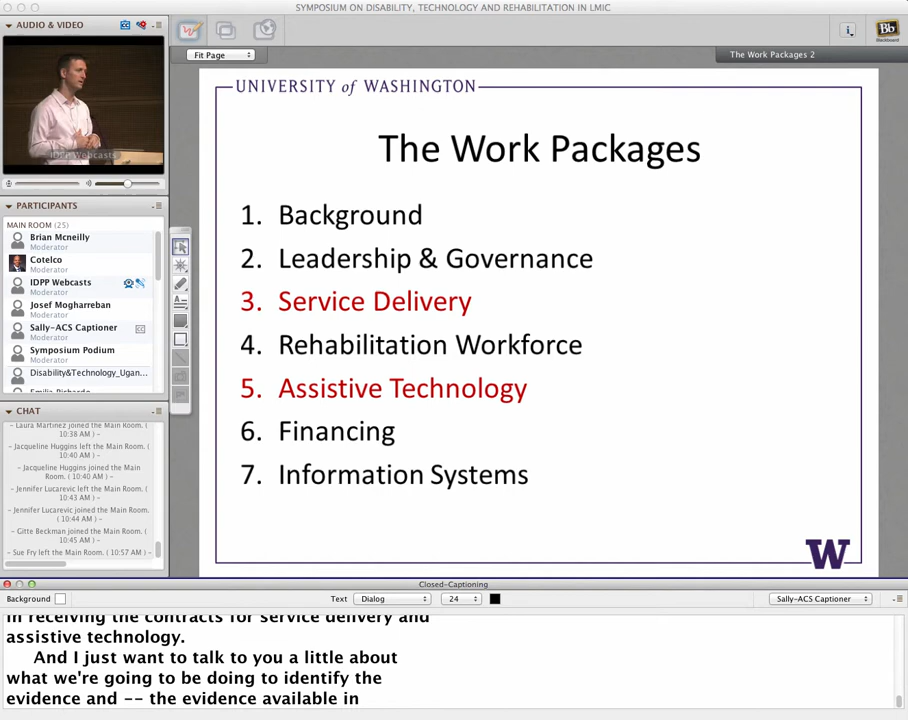 SYMPOSIUM ON DISABILITY, TECHNOLOGY AND REHABILITATION IN LMIC
AUDIO & VIDEO
IDPP Webcasts
PARTICIPANTS
MAIN ROOM (25)
Brian Mcneilly
Moderator
Cotelco
Moderator
IDPP Webcasts
Moderator
Josef Mogharreban
Moderator
Sally-ACS Captioner
Moderator
Symposium Podium
Moderator
Disability&Technology_Ugan...
CHAT
Laura Martinez joined the Main Room. (
10:38 AM ) –
– Jacqueline Huggins left the Main Room. (
10:40 AM ) –
– Jacqueline Huggins joined the Main
Room. ( 10:40 AM ) –
– Jennifer Lucarevic left the Main Room. (
10:43 AM ) –
– Jennifer Lucarevic joined the Main Room.
( 10:44 AM ) –
– Gitte Beckman joined the Main Room. (
10:45 AM ) –
– Sue Fry left the Main Room. ( 10:57 AM ) –
Fit Page
The Work Packages 2
Bb
Blackboard
UNIVERSITY of WASHINGTON
The Work Packages
1. Background
2. Leadership & Governance
3. Service Delivery
4. Rehabilitation Workforce
5. Assistive Technology
6. Financing
7. Information Systems
W
Closed-Captioning
Background Text Dialog 24 Sally-ACS Captioner
in receiving the contracts for service delivery and
assistive technology.
And I just want to talk to you a little about
what we're going to be doing to identify the
evidence and -- the evidence available in